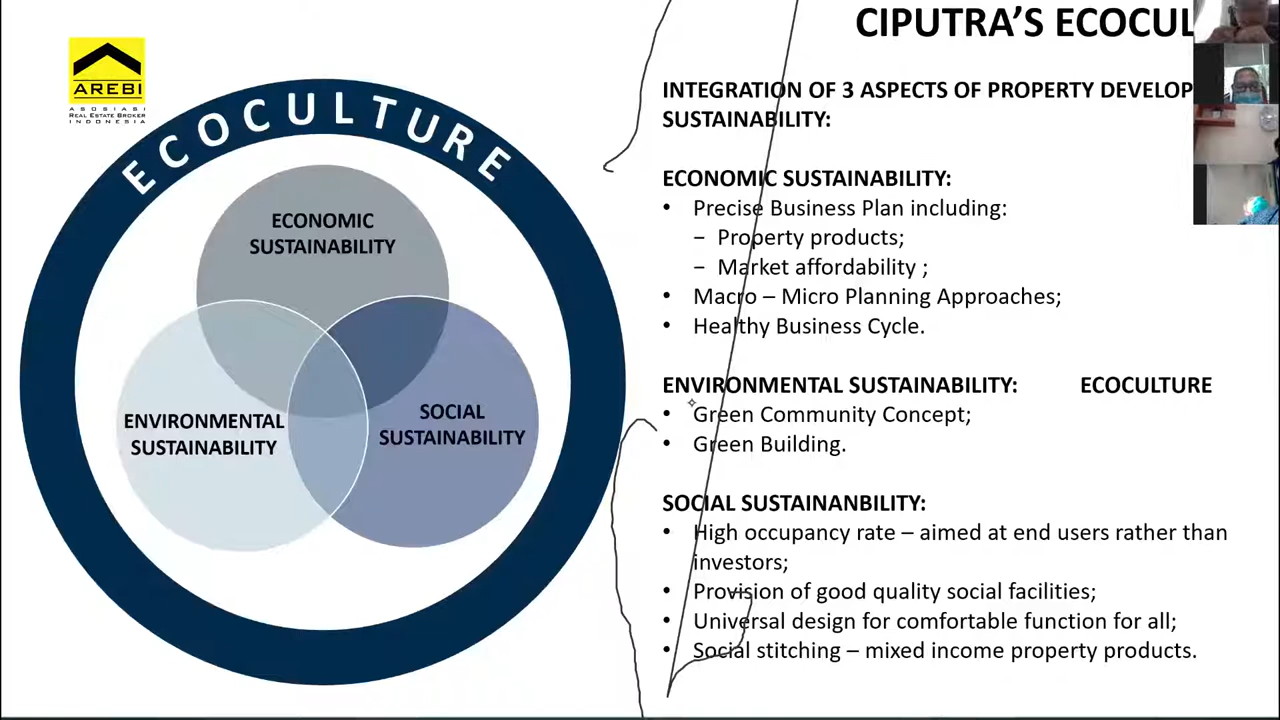 CIPUTRA'S ECOCUL
AREBI
ASOSIASI
REAL ESTATE BROKER
INDONESIA
ECOCULTURE
ECONOMIC
SUSTAINABILITY
ENVIRONMENTAL
SUSTAINABILITY
SOCIAL
SUSTAINABILITY
INTEGRATION OF 3 ASPECTS OF PROPERTY DEVELOP
SUSTAINABILITY:
ECONOMIC SUSTAINABILITY:
• Precise Business Plan including:
– Property products;
– Market affordability ;
• Macro – Micro Planning Approaches;
• Healthy Business Cycle.
ENVIRONMENTAL SUSTAINABILITY: ECOCULTURE
• Green Community Concept;
• Green Building.
SOCIAL SUSTAINANBILITY:
• High occupancy rate – aimed at end users rather than
investors;
• Provision of good quality social facilities;
• Universal design for comfortable function for all;
• Social stitching – mixed income property products.